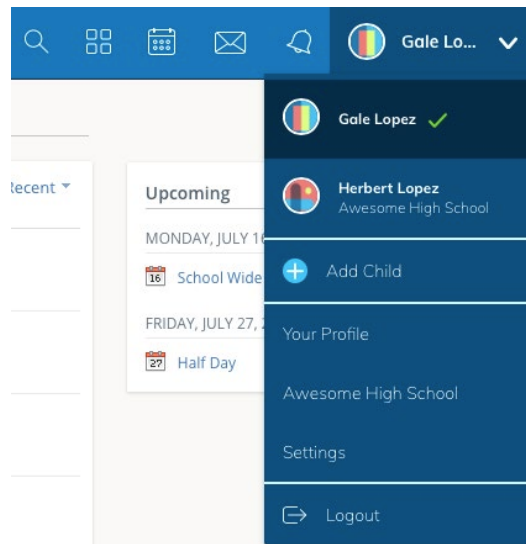 Gale Lo...
Gale Lopez
Herbert Lopez
Awesome High School
Add Child
Your Profile
Awesome High School
Settings
Logout
Recent
Upcoming
MONDAY, JULY 16
16 School Wide
FRIDAY, JULY 27,
27 Half Day